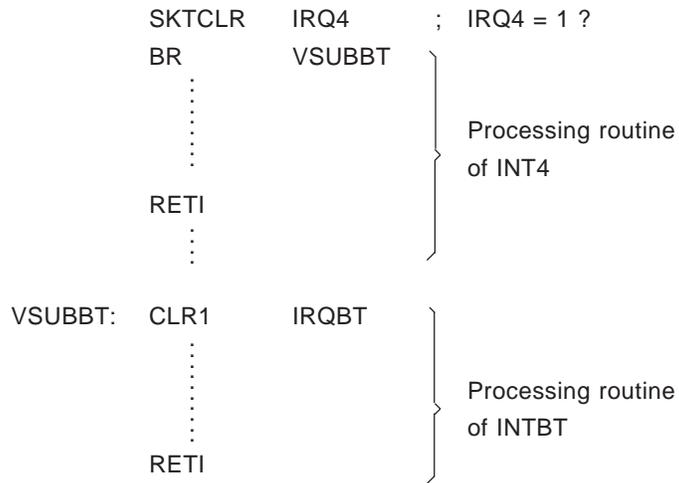 SKTCLR IRQ4 ; IRQ4 = 1 ?
BR VSUBBT
Processing routine
of INT4
RETI
VSUBBT: CLR1 IRQBT
Processing routine
of INTBT
RETI